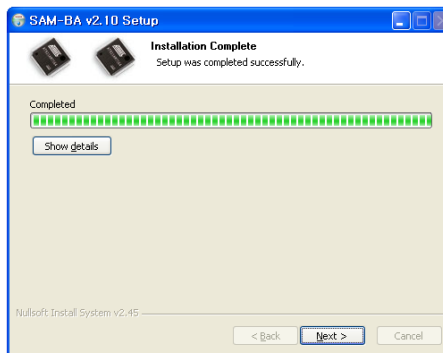 SAM-BA v2.10 Setup
Installation Complete
Setup was completed successfully.
Completed
Show details
Nullsoft Install System v2.45
< Back
Next >
Cancel